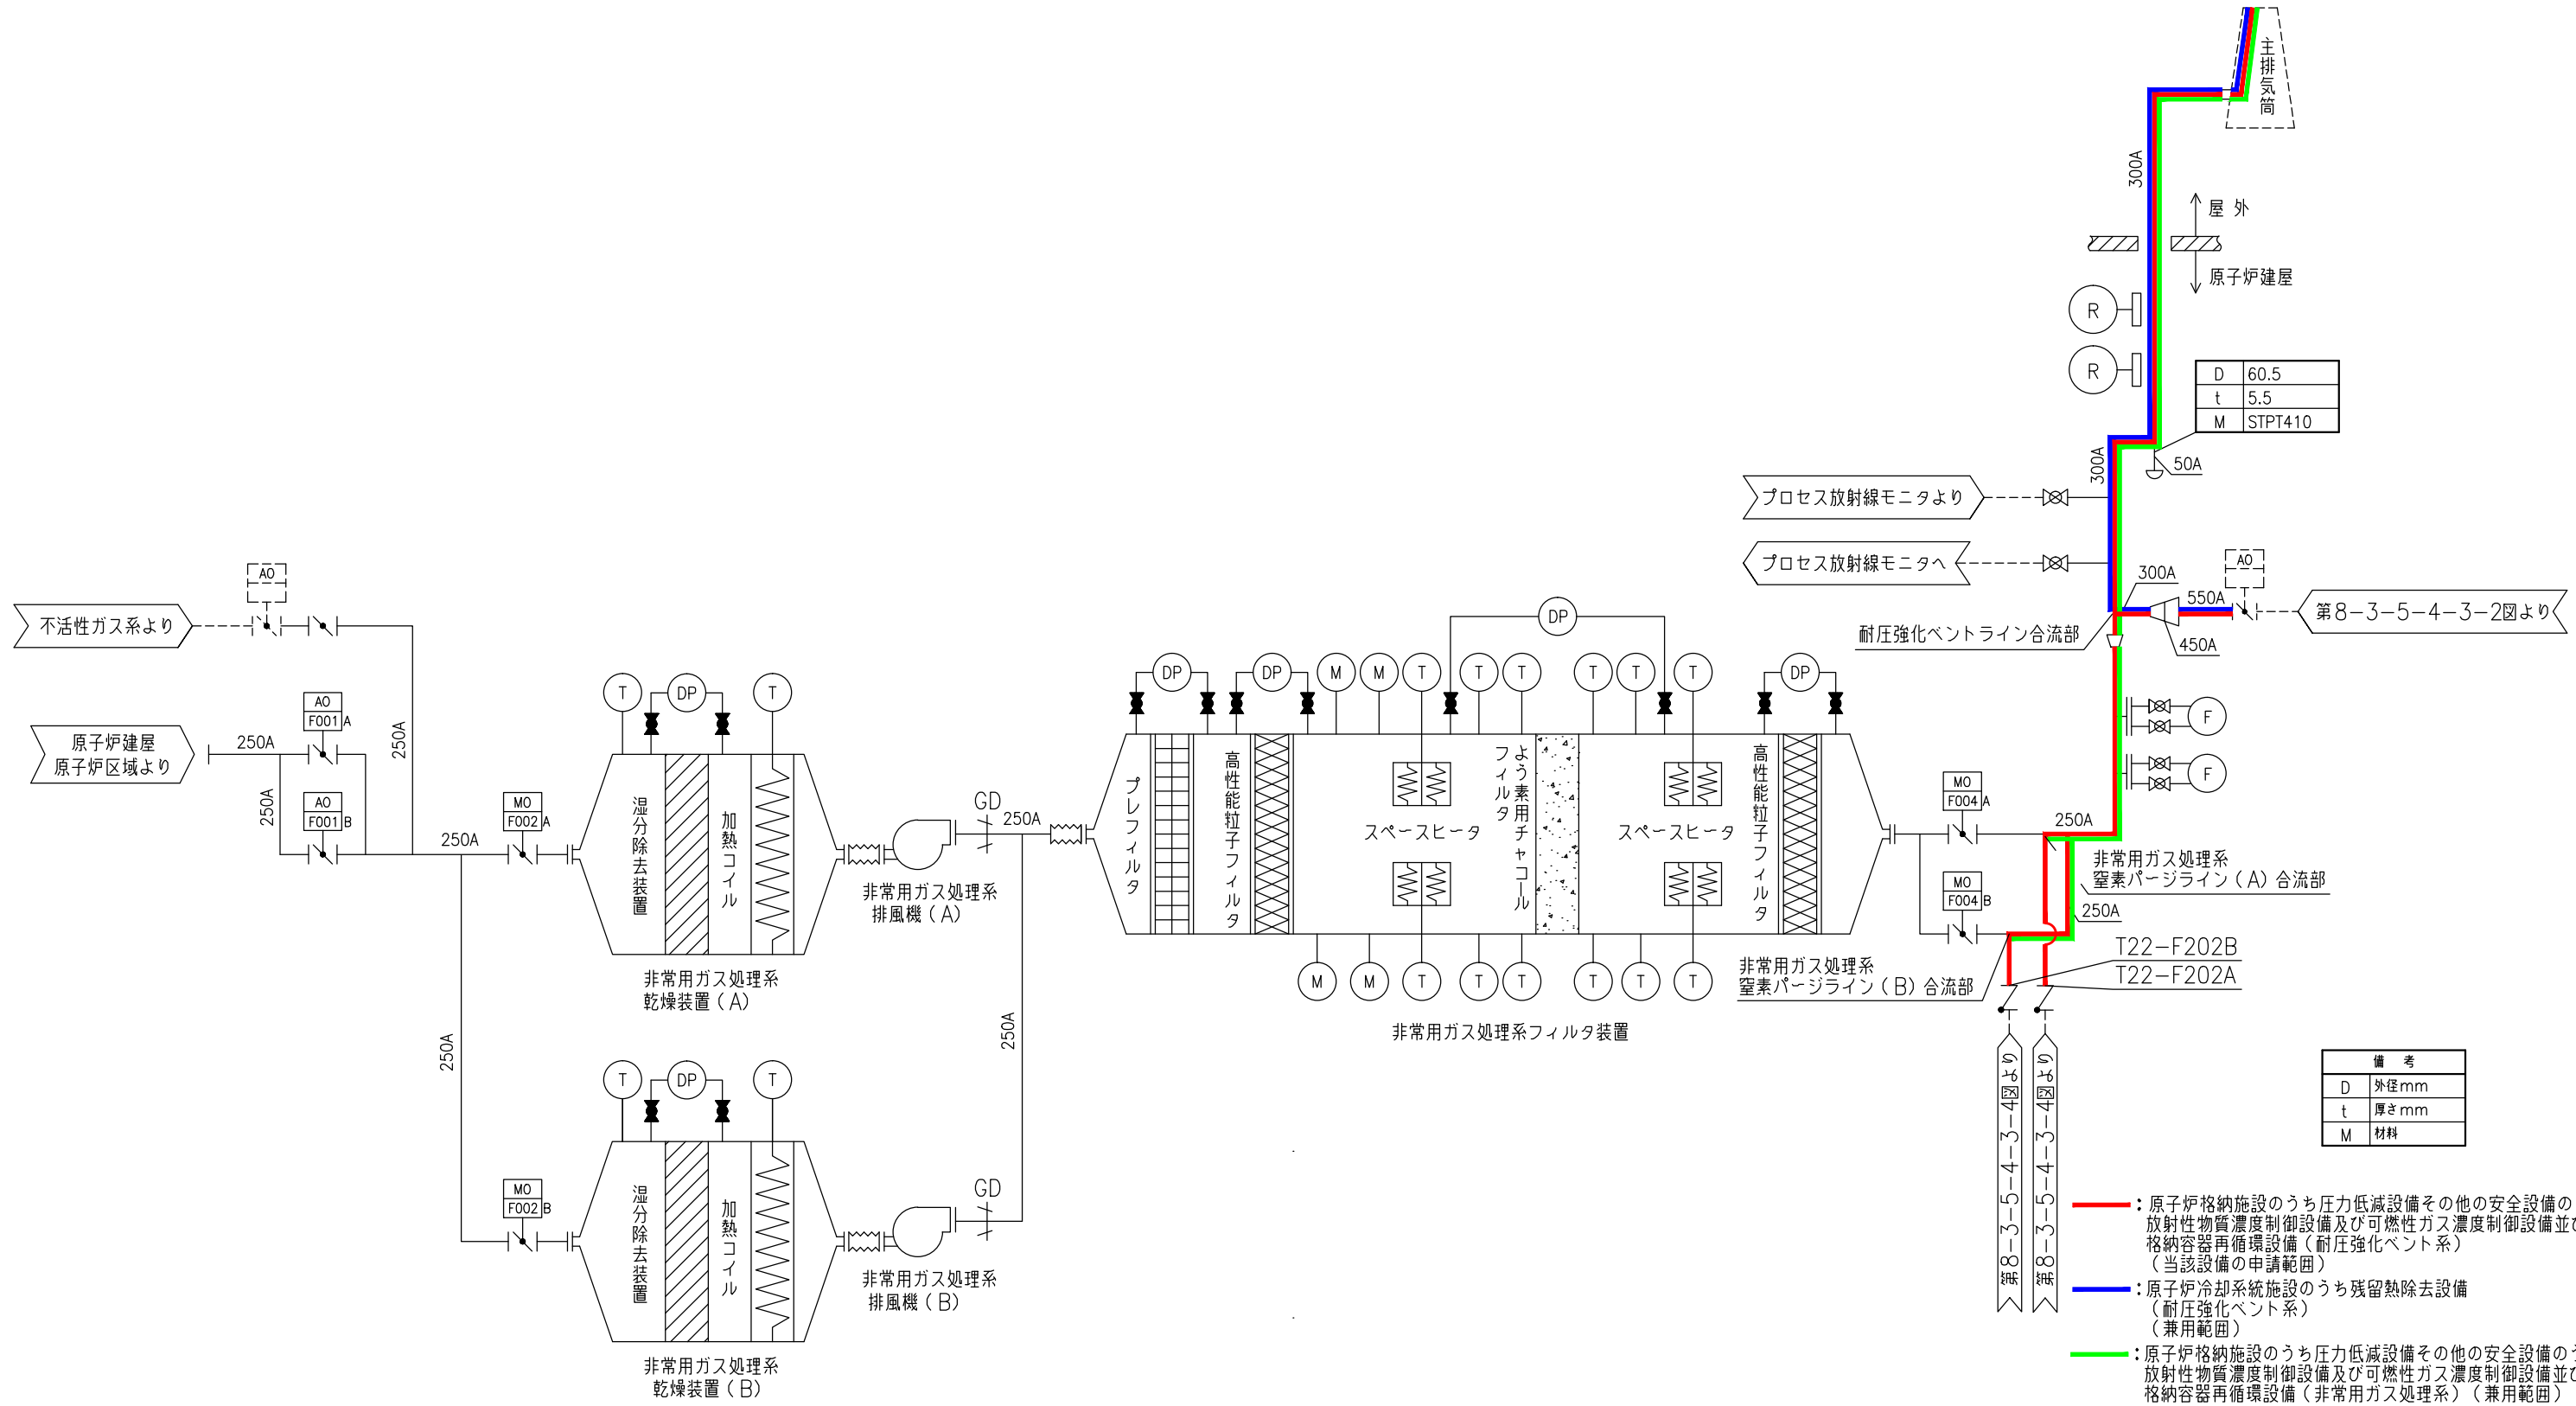 主排気筒
300A
屋 外
原子炉建屋
R
R
D 60.5
t 5.5
M STPT410
50A
300A
プロセス放射線モニタより
プロセス放射線モニタへ
300A
AO
550A
第8-3-5-4-3-2図より
450A
耐圧強化ベントライン合流部
F
F
AO
不活性ガス系より
原子炉建屋
原子炉区域より
250A
AO
F001 A
250A
AO
F001 B
250A
250A
MO
F002 A
250A
MO
F002 B
T
DP
T
湿分除去装置
加熱コイル
非常用ガス処理系
乾燥装置(A)
非常用ガス処理系
排風機(A)
GD
250A
250A
T
DP
T
湿分除去装置
加熱コイル
非常用ガス処理系
乾燥装置(B)
非常用ガス処理系
排風機(B)
GD
DP
DP
DP
M
M
T
T
T
T
T
T
DP
プレフィルタ
高性能粒子フィルタ
スペースヒータ
よう素用チャコール
フィルタ
スペースヒータ
高性能粒子フィルタ
M
M
T
T
T
T
T
T
非常用ガス処理系フィルタ装置
MO
F004 A
MO
F004 B
250A
非常用ガス処理系
窒素パージライン(A)合流部
250A
非常用ガス処理系
窒素パージライン(B)合流部
T22-F202B
T22-F202A
第8-3-5-4-3-4図より
第8-3-5-4-3-4図より
備 考
D 外径mm
t 厚さmm
M 材料
:原子炉格納施設のうち圧力低減設備その他の安全設備の
放射性物質濃度制御設備及び可燃性ガス濃度制御設備並び
格納容器再循環設備(耐圧強化ベント系)
(当該設備の申請範囲)
:原子炉冷却系統施設のうち残留熱除去設備
(耐圧強化ベント系)
(兼用範囲)
:原子炉格納施設のうち圧力低減設備その他の安全設備の
放射性物質濃度制御設備及び可燃性ガス濃度制御設備並び
格納容器再循環設備(非常用ガス処理系)(兼用範囲)